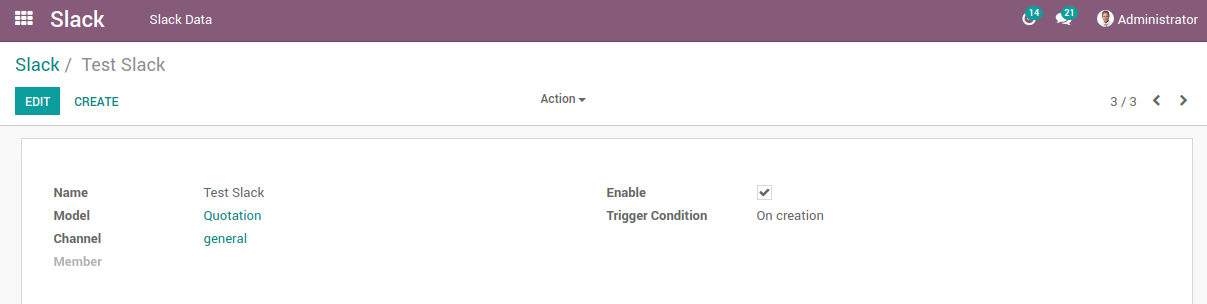 Slack Slack Data 14 21 Administrator
Slack / Test Slack
EDIT CREATE Action 3 / 3
Name Test Slack Enable
Model Quotation Trigger Condition On creation
Channel general
Member